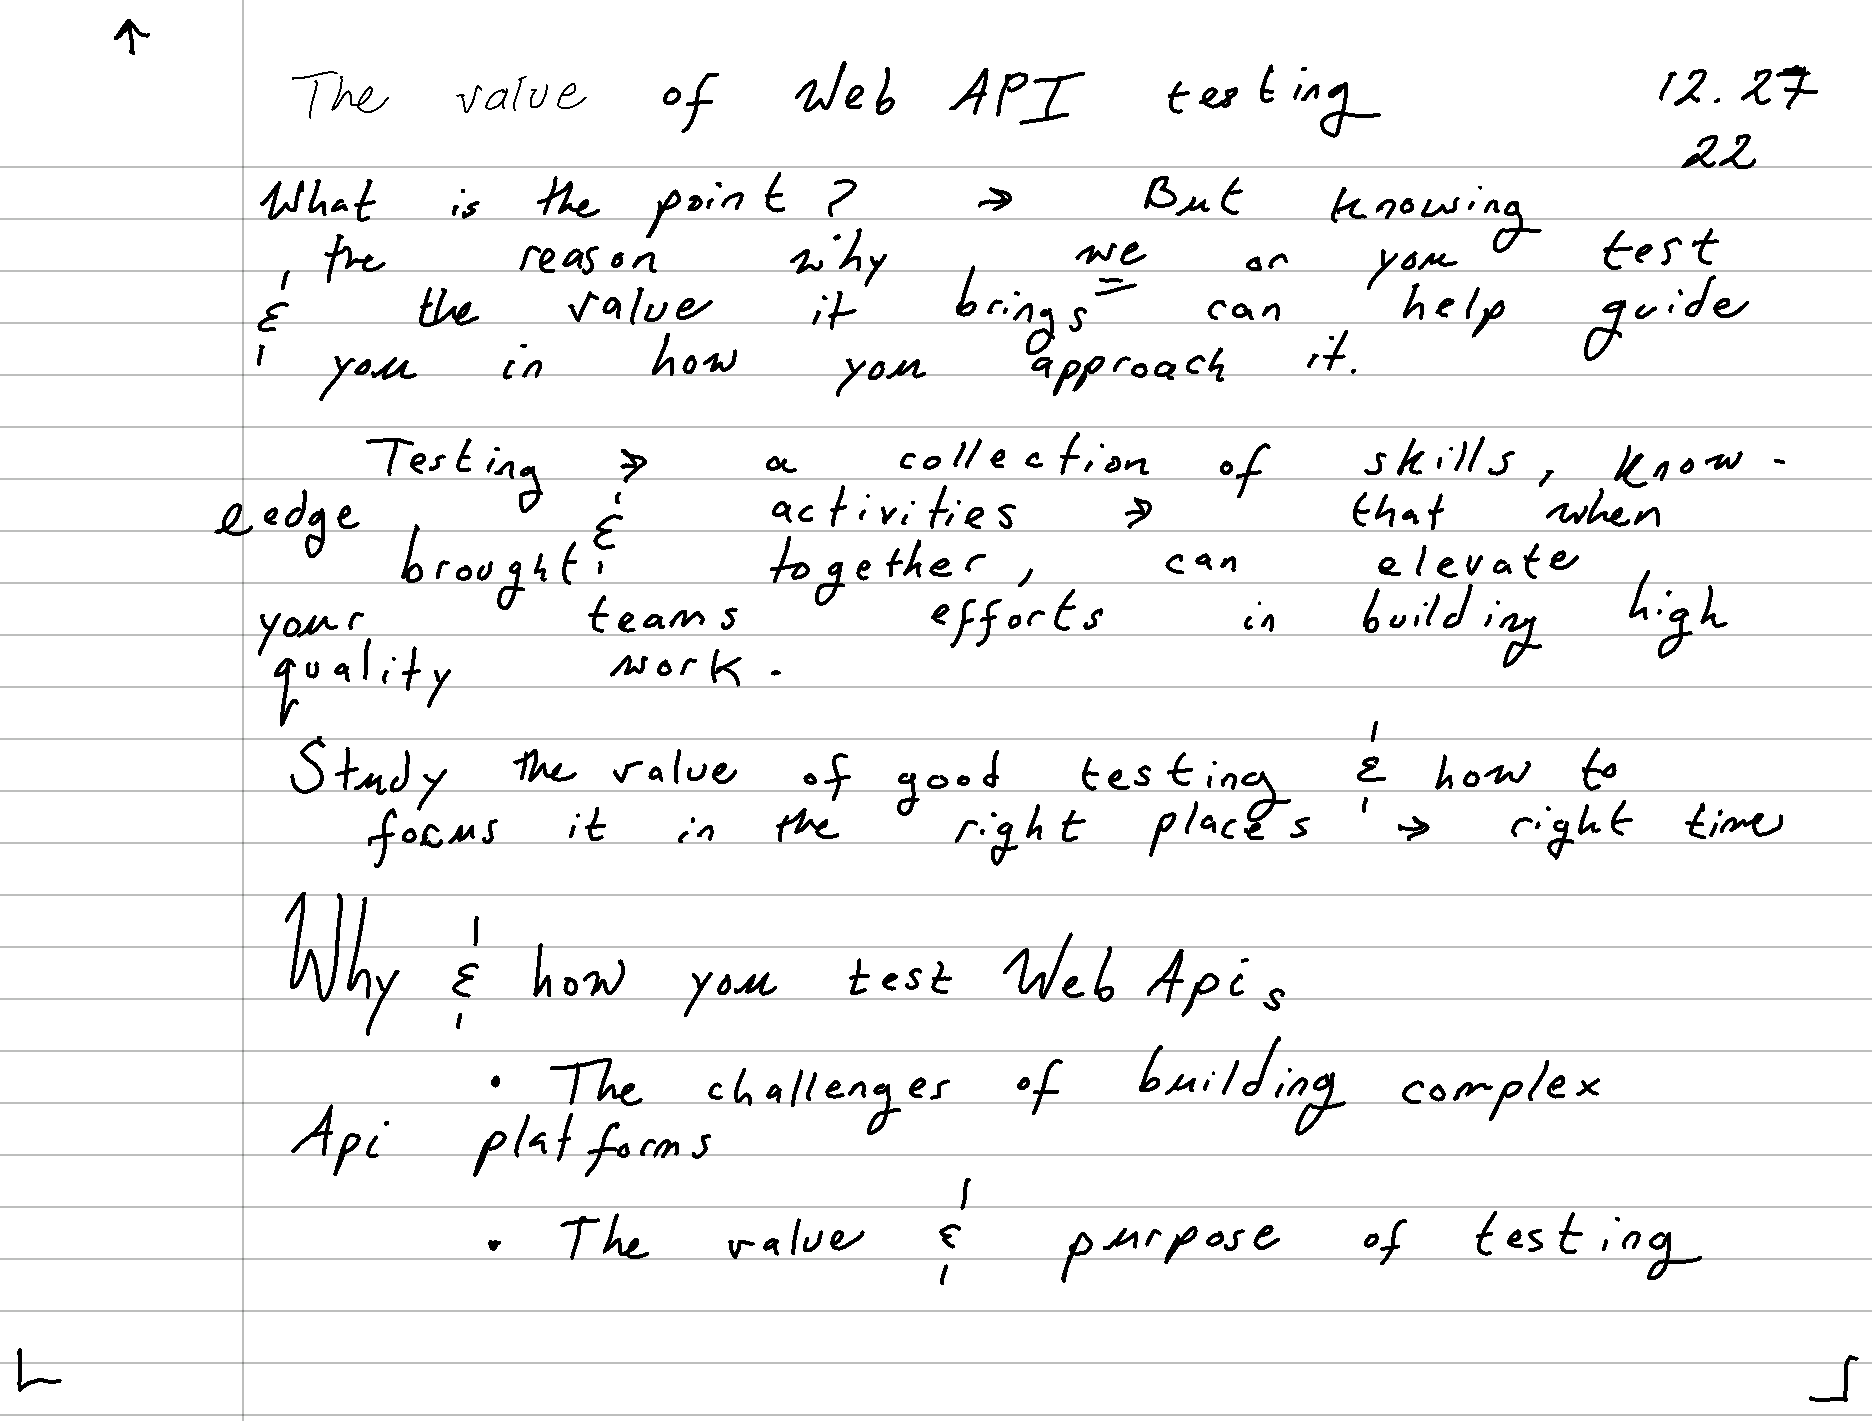 ↑
The value of Web API testing 12.27
22
What is the point? → But knowing
the reason why we or you test
& the value it brings can help guide
you in how you approach it.
Testing → a collection of skills, know-
ledge & activities → that when
brought together, can elevate
your teams efforts in building high
quality work.
Study the value of good testing & how to
focus it in the right places → right time
Why & how you test Web Apis
• The challenges of building complex
Api platforms
• The value & purpose of testing